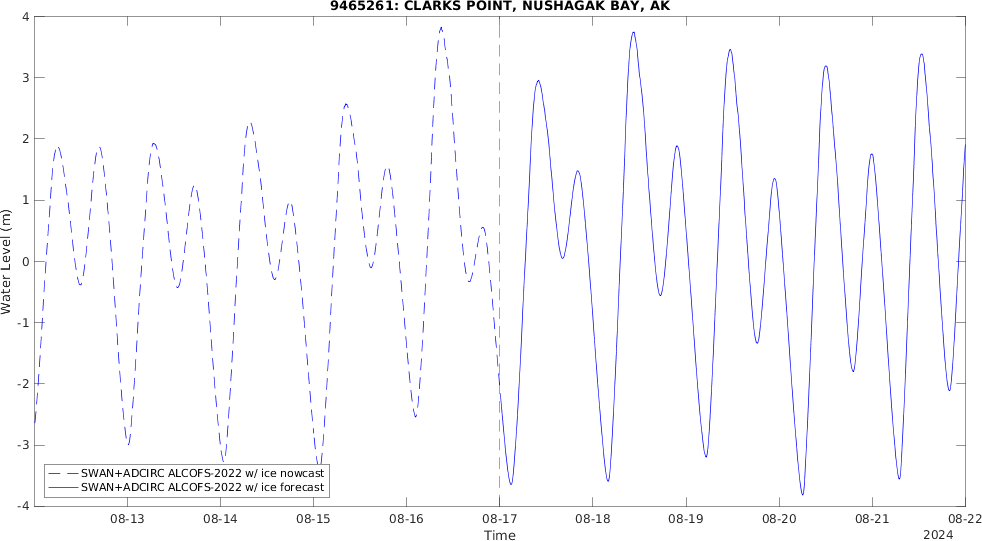 9465261: CLARKS POINT, NUSHAGAK BAY, AK
Water Level (m)
4
3
2
1
0
-1
-2
-3
-4
SWAN+ADCIRC ALCOFS-2022 w/ ice nowcast
SWAN+ADCIRC ALCOFS-2022 w/ ice forecast
08-13 08-14 08-15 08-16 08-17 08-18 08-19 08-20 08-21 08-22
Time
2024